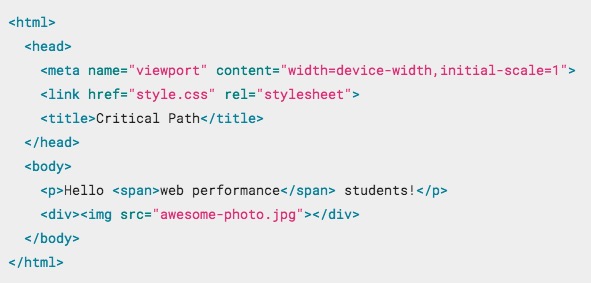 <html>
<head>
<meta name="viewport" content="width=device-width,initial-scale=1">
<link href="style.css" rel="stylesheet">
<title>Critical Path</title>
</head>
<body>
<p>Hello <span>web performance</span> students!</p>
<div><img src="awesome-photo.jpg"></div>
</body>
</html>